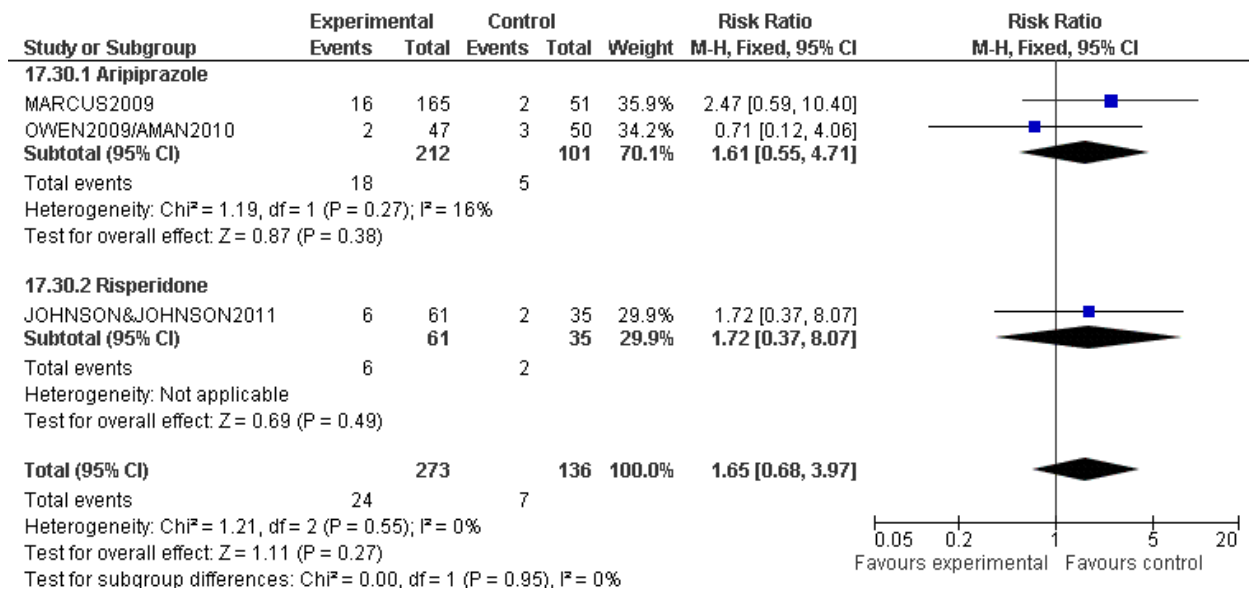 Experimental Control Risk Ratio Risk Ratio
Study or Subgroup Events Total Events Total Weight M-H, Fixed, 95% CI M-H, Fixed, 95% CI
17.30.1 Aripiprazole
MARCUS2009 16 165 2 51 35.9% 2.47 [0.59, 10.40]
OWEN2009/AMAN2010 2 47 3 50 34.2% 0.71 [0.12, 4.06]
Subtotal (95% CI) 212 101 70.1% 1.61 [0.55, 4.71]
Total events 18 5
Heterogeneity: Chi² = 1.19, df = 1 (P = 0.27); I² = 16%
Test for overall effect: Z = 0.87 (P = 0.38)
17.30.2 Risperidone
JOHNSON&JOHNSON2011 6 61 2 35 29.9% 1.72 [0.37, 8.07]
Subtotal (95% CI) 61 35 29.9% 1.72 [0.37, 8.07]
Total events 6 2
Heterogeneity: Not applicable
Test for overall effect: Z = 0.69 (P = 0.49)
Total (95% CI) 273 136 100.0% 1.65 [0.68, 3.97]
Total events 24 7
Heterogeneity: Chi² = 1.21, df = 2 (P = 0.55); I² = 0%
Test for overall effect: Z = 1.11 (P = 0.27)
Test for subgroup differences: Chi² = 0.00, df = 1 (P = 0.95), I² = 0%
0.05 0.2 1 5 20
Favours experimental Favours control